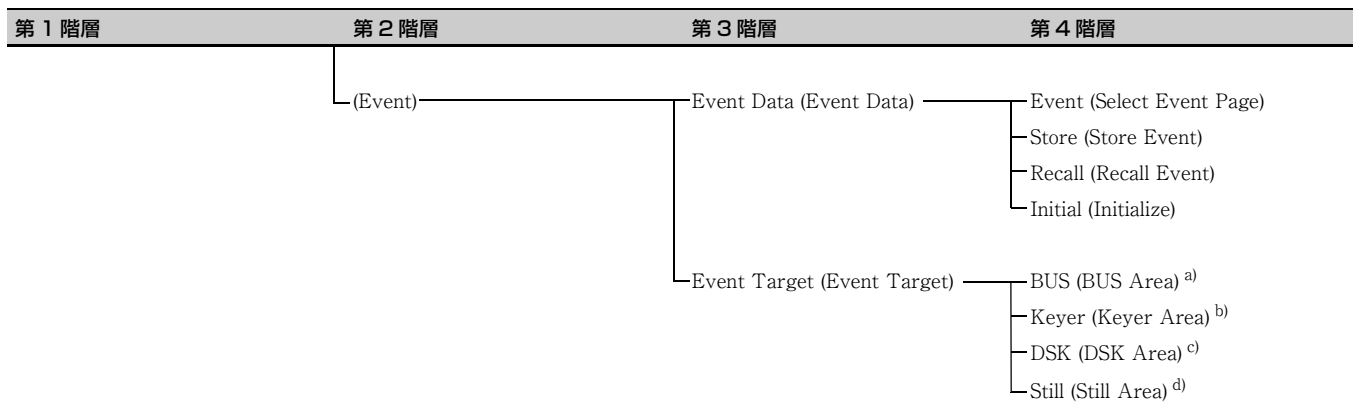 第 1 階層 第 2 階層 第 3 階層 第 4 階層
(Event) Event Data (Event Data) Event (Select Event Page)
Store (Store Event)
Recall (Recall Event)
Initial (Initialize)
Event Target (Event Target) BUS (BUS Area) a)
Keyer (Keyer Area) b)
DSK (DSK Area) c)
Still (Still Area) d)